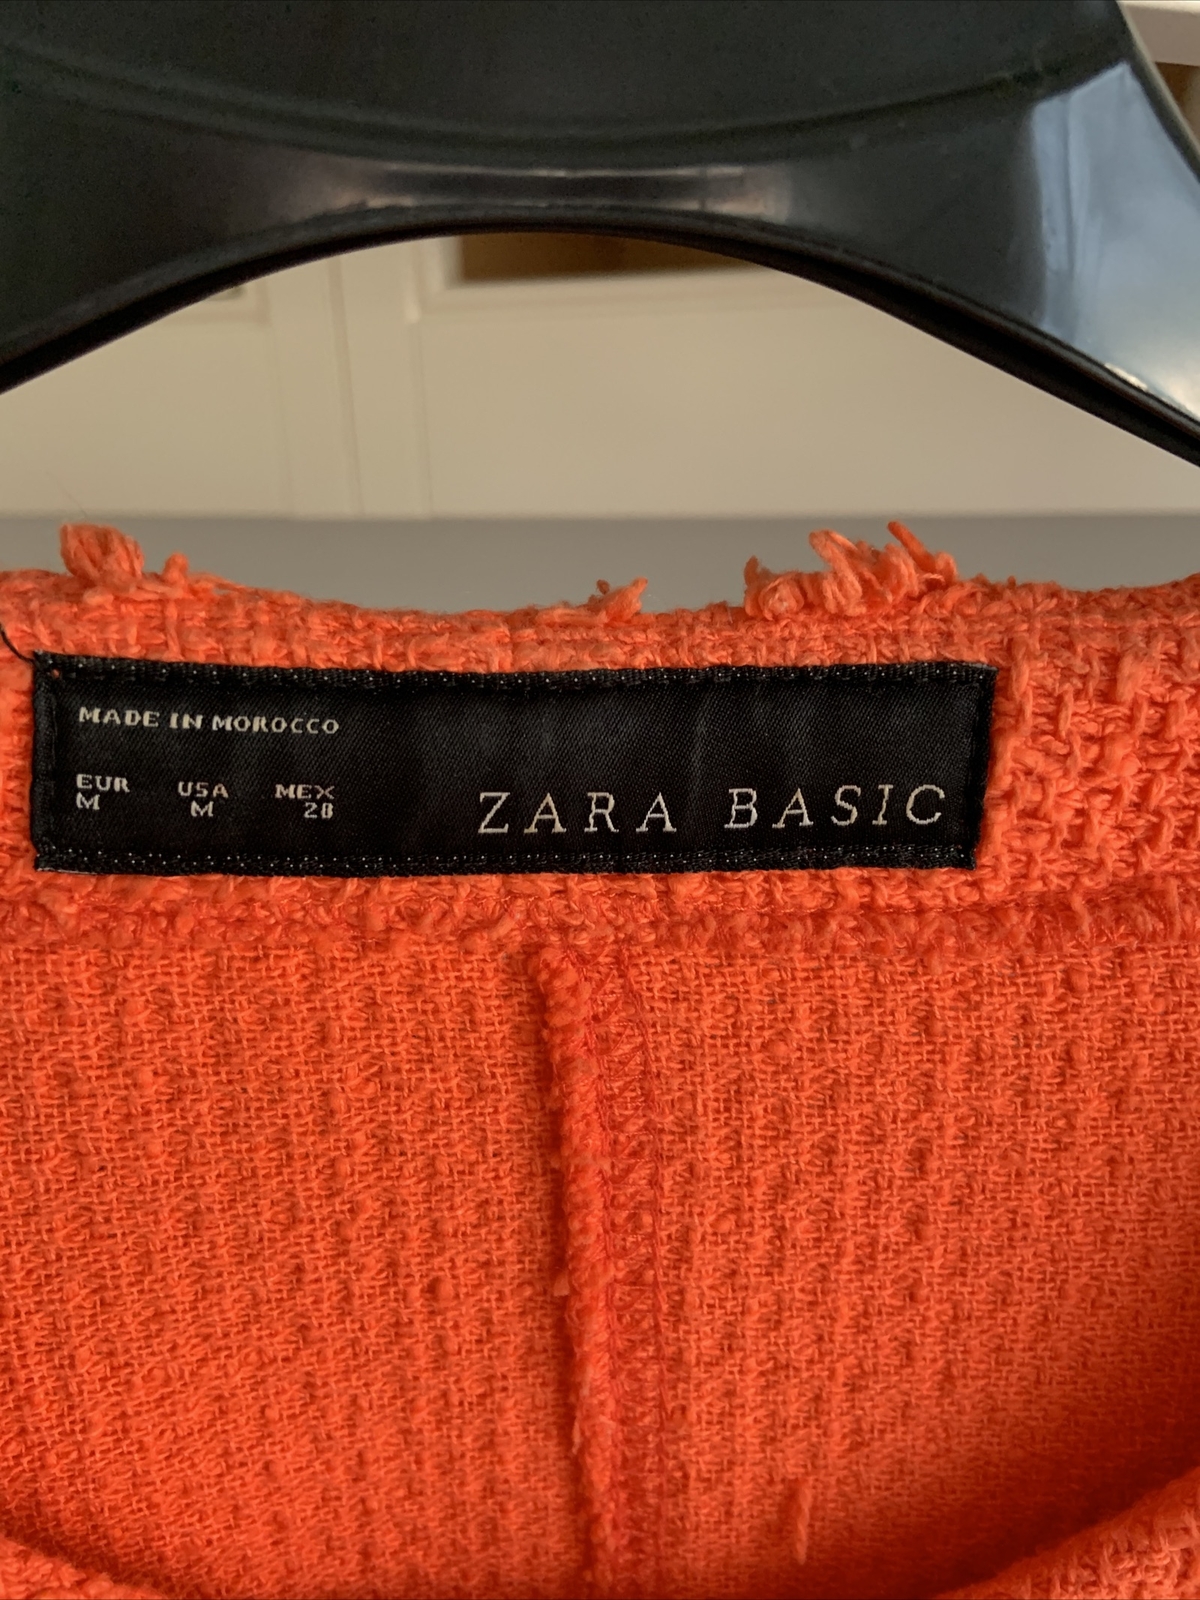 MADE IN MOROCCO
EUR USA MEX
M M 28
ZARA BASIC